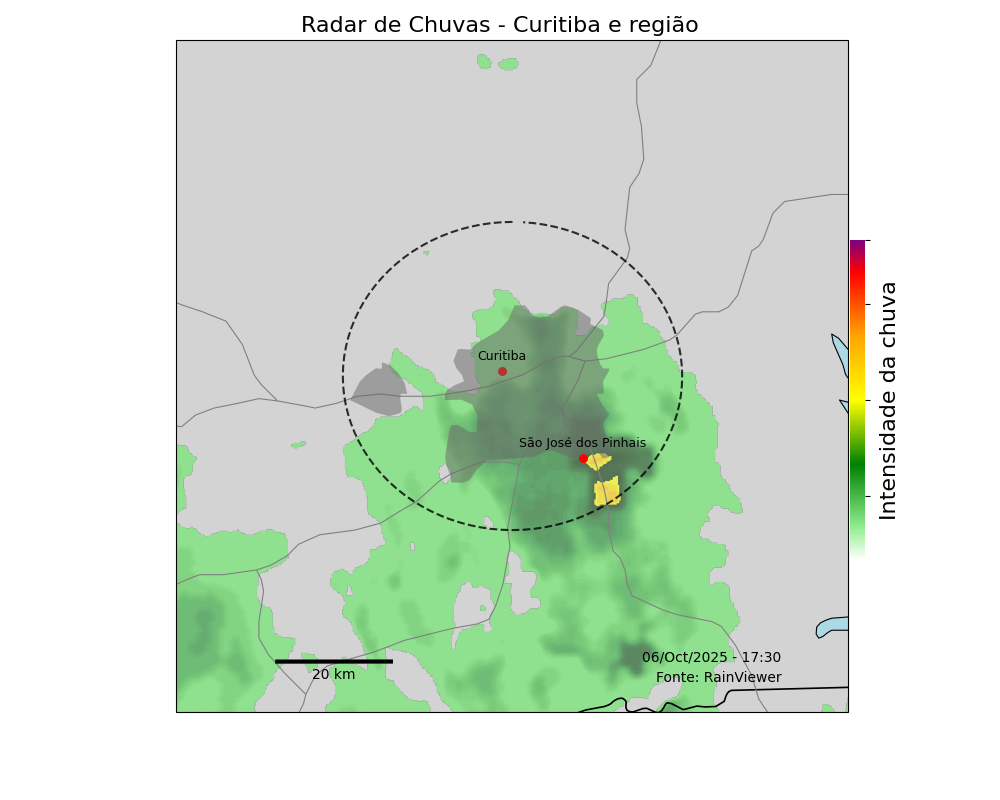 Radar de Chuvas - Curitiba e região
Curitiba
São José dos Pinhais
Intensidade da chuva
06/Oct/2025 - 17:30
Fonte: RainViewer
20 km